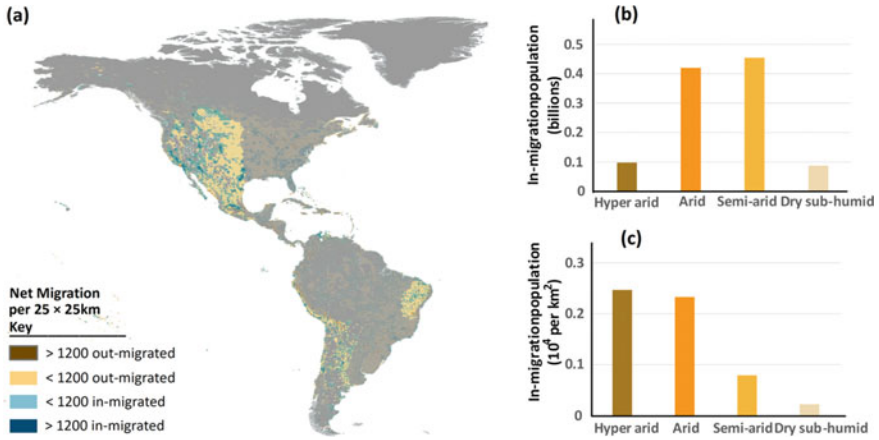 (a)
Net Migration
per 25 × 25km
Key
> 1200 out-migrated
< 1200 out-migrated
< 1200 in-migrated
> 1200 in-migrated
(b)
In-migrationpopulation
(billions)
0.5
0.4
0.3
0.2
0.1
0
Hyper arid
Arid
Semi-arid
Dry sub-humid
(c)
In-migrationpopulation
(10⁴ per km²)
0.3
0.2
0.1
0
Hyper arid
Arid
Semi-arid
Dry sub-humid